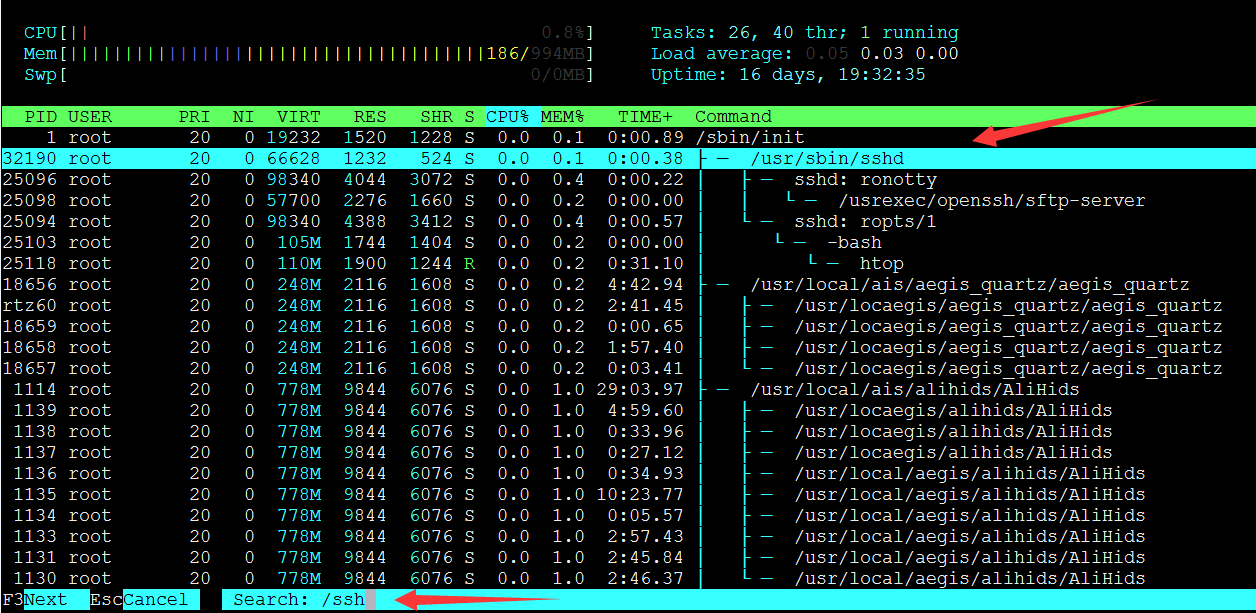 CPU[|| 0.8%] Tasks: 26, 40 thr; 1 running
Mem[||||||||||||||||||||||||||||||||||||||186/994MB] Load average: 0.05 0.03 0.00
Swp[ 0/0MB] Uptime: 16 days, 19:32:35
PID USER PRI NI VIRT RES SHR S CPU% MEM% TIME+ Command
1 root 20 0 19232 1520 1228 S 0.0 0.1 0:00.89 /sbin/init
32190 root 20 0 66628 1232 524 S 0.0 0.1 0:00.38 ├─ /usr/sbin/sshd
25096 root 20 0 98340 4044 3072 S 0.0 0.4 0:00.22 │ ├─ sshd: ronotty
25098 root 20 0 57700 2276 1660 S 0.0 0.2 0:00.00 │ │ └─ /usrexec/openssh/sftp-server
25094 root 20 0 98340 4388 3412 S 0.0 0.4 0:00.57 │ └─ sshd: ropts/1
25103 root 20 0 105M 1744 1404 S 0.0 0.2 0:00.00 │ └─ -bash
25118 root 20 0 110M 1900 1244 R 0.0 0.2 0:31.10 │ └─ htop
18656 root 20 0 248M 2116 1608 S 0.0 0.2 4:42.94 ├─ /usr/local/ais/aegis_quartz/aegis_quartz
rtz60 root 20 0 248M 2116 1608 S 0.0 0.2 2:41.45 │ ├─ /usr/locaegis/aegis_quartz/aegis_quartz
18659 root 20 0 248M 2116 1608 S 0.0 0.2 0:00.65 │ ├─ /usr/locaegis/aegis_quartz/aegis_quartz
18658 root 20 0 248M 2116 1608 S 0.0 0.2 1:57.40 │ ├─ /usr/locaegis/aegis_quartz/aegis_quartz
18657 root 20 0 248M 2116 1608 S 0.0 0.2 0:03.41 │ └─ /usr/locaegis/aegis_quartz/aegis_quartz
1114 root 20 0 778M 9844 6076 S 0.0 1.0 29:03.97 ├─ /usr/local/ais/alihids/AliHids
1139 root 20 0 778M 9844 6076 S 0.0 1.0 4:59.60 │ ├─ /usr/locaegis/alihids/AliHids
1138 root 20 0 778M 9844 6076 S 0.0 1.0 0:33.96 │ ├─ /usr/locaegis/alihids/AliHids
1137 root 20 0 778M 9844 6076 S 0.0 1.0 0:27.12 │ ├─ /usr/locaegis/alihids/AliHids
1136 root 20 0 778M 9844 6076 S 0.0 1.0 0:34.93 │ ├─ /usr/local/aegis/alihids/AliHids
1135 root 20 0 778M 9844 6076 S 0.0 1.0 10:23.77 │ ├─ /usr/local/aegis/alihids/AliHids
1134 root 20 0 778M 9844 6076 S 0.0 1.0 0:05.57 │ ├─ /usr/local/aegis/alihids/AliHids
1133 root 20 0 778M 9844 6076 S 0.0 1.0 2:57.43 │ ├─ /usr/local/aegis/alihids/AliHids
1131 root 20 0 778M 9844 6076 S 0.0 1.0 2:45.84 │ ├─ /usr/local/aegis/alihids/AliHids
1130 root 20 0 778M 9844 6076 S 0.0 1.0 2:46.37 │ └─ /usr/local/aegis/alihids/AliHids
F3Next EscCancel Search: /ssh